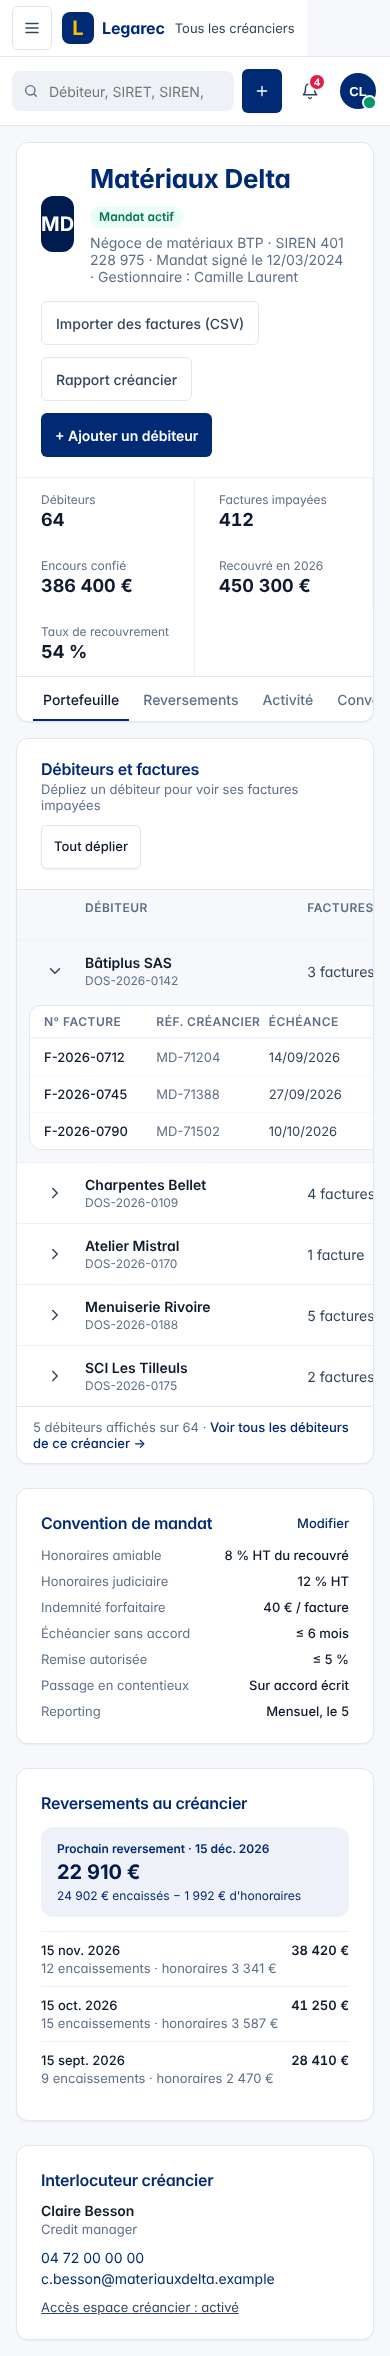 L Legarec Tous les créanciers
Débiteur, SIRET, SIREN,
4
CL
Matériaux Delta
Mandat actif
MD
Négoce de matériaux BTP · SIREN 401
228 975 · Mandat signé le 12/03/2024
· Gestionnaire : Camille Laurent
Importer des factures (CSV)
Rapport créancier
+ Ajouter un débiteur
Débiteurs Factures impayées
64 412
Encours confié Recouvré en 2026
386 400 € 450 300 €
Taux de recouvrement
54 %
Portefeuille Reversements Activité Conv
Débiteurs et factures
Dépliez un débiteur pour voir ses factures
impayées
Tout déplier
DÉBITEUR FACTURES
Bâtiplus SAS
DOS-2026-0142
3 factures
N° FACTURE RÉF. CRÉANCIER ÉCHÉANCE
F-2026-0712 MD-71204 14/09/2026
F-2026-0745 MD-71388 27/09/2026
F-2026-0790 MD-71502 10/10/2026
Charpentes Bellet
DOS-2026-0109
4 factures
Atelier Mistral
DOS-2026-0170
1 facture
Menuiserie Rivoire
DOS-2026-0188
5 factures
SCI Les Tilleuls
DOS-2026-0175
2 factures
5 débiteurs affichés sur 64 · Voir tous les débiteurs
de ce créancier →
Convention de mandat Modifier
Honoraires amiable 8 % HT du recouvré
Honoraires judiciaire 12 % HT
Indemnité forfaitaire 40 € / facture
Échéancier sans accord ≤ 6 mois
Remise autorisée ≤ 5 %
Passage en contentieux Sur accord écrit
Reporting Mensuel, le 5
Reversements au créancier
Prochain reversement · 15 déc. 2026
22 910 €
24 902 € encaissés − 1 992 € d'honoraires
15 nov. 2026 38 420 €
12 encaissements · honoraires 3 341 €
15 oct. 2026 41 250 €
15 encaissements · honoraires 3 587 €
15 sept. 2026 28 410 €
9 encaissements · honoraires 2 470 €
Interlocuteur créancier
Claire Besson
Credit manager
04 72 00 00 00
c.besson@materiauxdelta.example
Accès espace créancier : activé